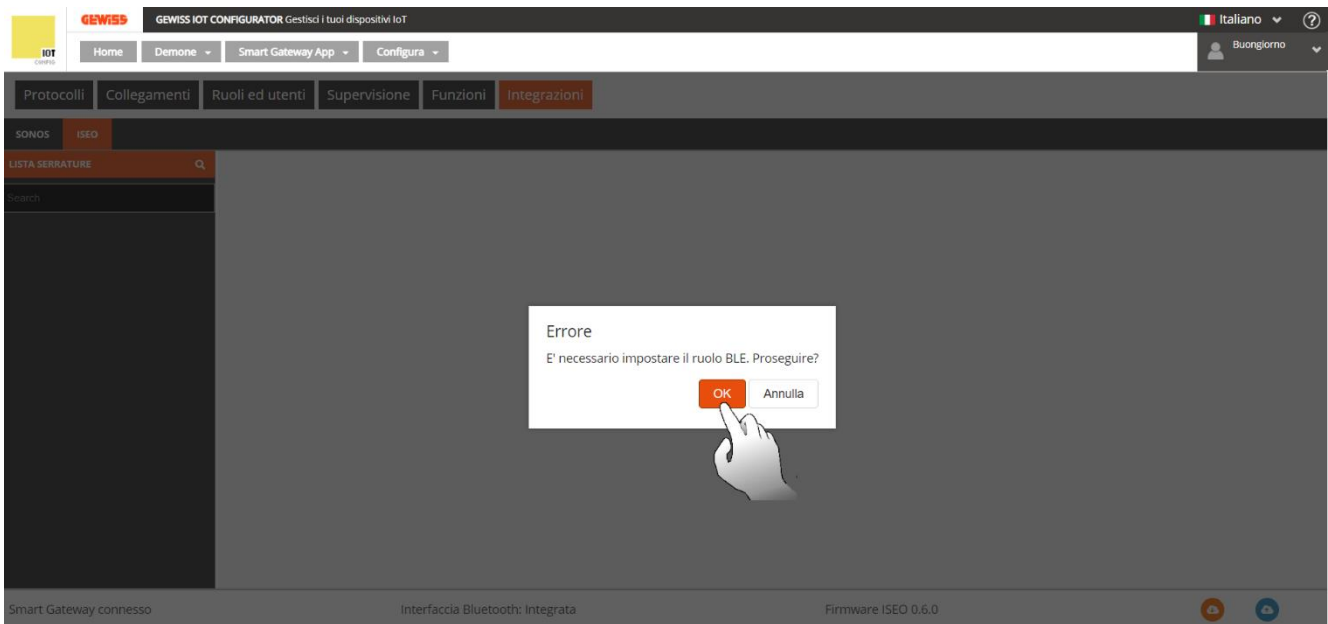 GEWISS GEWISS IOT CONFIGURATOR Gestisci i tuoi dispositivi IoT Italiano ?
IOT Home Demone Smart Gateway App Configura Buongiorno
Protocolli Collegamenti Ruoli ed utenti Supervisione Funzioni Integrazioni
SONOS ISEO
LISTA SERRATURE
Search
Errore
E' necessario impostare il ruolo BLE. Proseguire?
OK Annulla
Smart Gateway connesso Interfaccia Bluetooth: Integrata Firmware ISEO 0.6.0